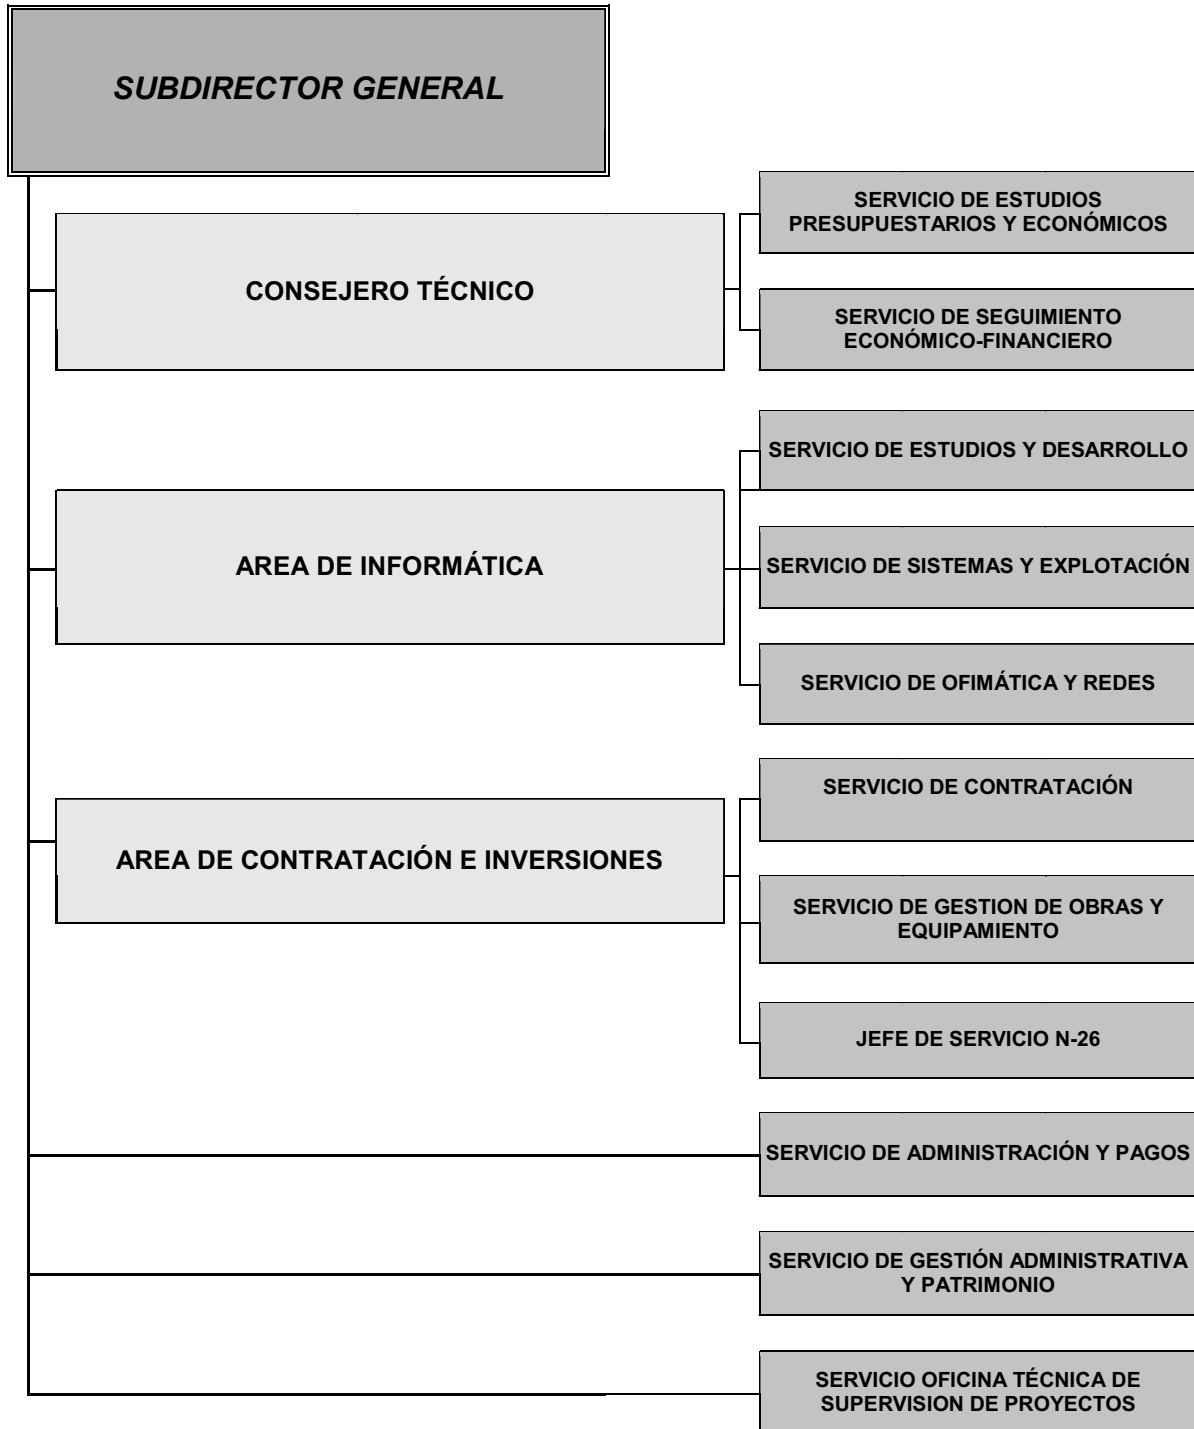 SUBDIRECTOR GENERAL
SERVICIO DE ESTUDIOS
PRESUPUESTARIOS Y ECONÓMICOS
CONSEJERO TÉCNICO
SERVICIO DE SEGUIMIENTO
ECONÓMICO-FINANCIERO
SERVICIO DE ESTUDIOS Y DESARROLLO
AREA DE INFORMÁTICA
SERVICIO DE SISTEMAS Y EXPLOTACIÓN
SERVICIO DE OFIMÁTICA Y REDES
SERVICIO DE CONTRATACIÓN
AREA DE CONTRATACIÓN E INVERSIONES
SERVICIO DE GESTION DE OBRAS Y
EQUIPAMIENTO
JEFE DE SERVICIO N-26
SERVICIO DE ADMINISTRACIÓN Y PAGOS
SERVICIO DE GESTIÓN ADMINISTRATIVA
Y PATRIMONIO
SERVICIO OFICINA TÉCNICA DE
SUPERVISION DE PROYECTOS